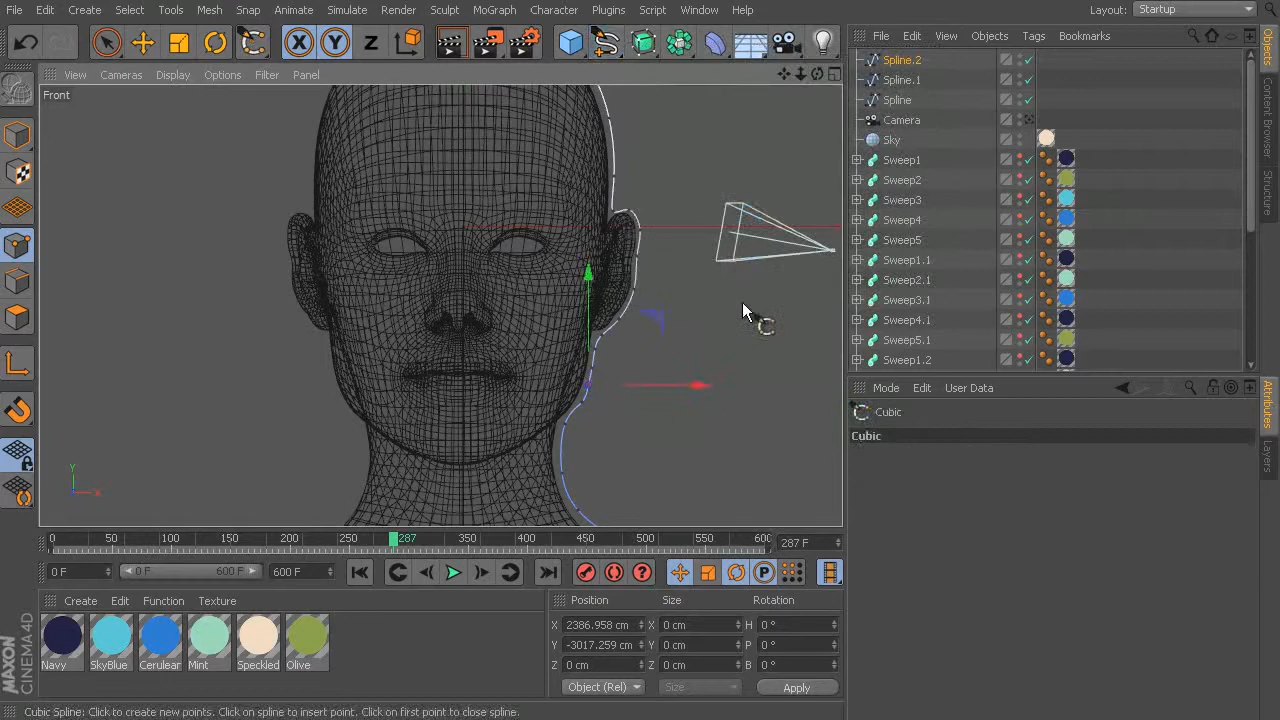 File Edit Create Select Tools Mesh Snap Animate Simulate Render Sculpt MoGraph Character Plugins Script Window Help Layout: Startup
X Y Z
File Edit View Objects Tags Bookmarks
View Cameras Display Options Filter Panel
Front
Spline.2
Spline.1
Spline
Camera
Sky
Sweep1
Sweep2
Sweep3
Sweep4
Sweep5
Sweep1.1
Sweep2.1
Sweep3.1
Sweep4.1
Sweep5.1
Sweep1.2
Objects
Content Browser
Structure
Mode Edit User Data
Cubic
Cubic
Attributes
Layers
Y
X
0 50 100 150 200 250 287 350 400 450 500 550 600 287 F
0 F 0 F 600 F 600 F
P
Create Edit Function Texture
Navy SkyBlue Cerulear Mint Speckled Olive
Position Size Rotation
X 2386.958 cm X 0 cm H 0 °
Y -3017.259 cm Y 0 cm P 0 °
Z 0 cm Z 0 cm B 0 °
Object (Rel) Size Apply
MAXON
CINEMA 4D
Cubic Spline: Click to create new points. Click on spline to insert point. Click on first point to close spline.